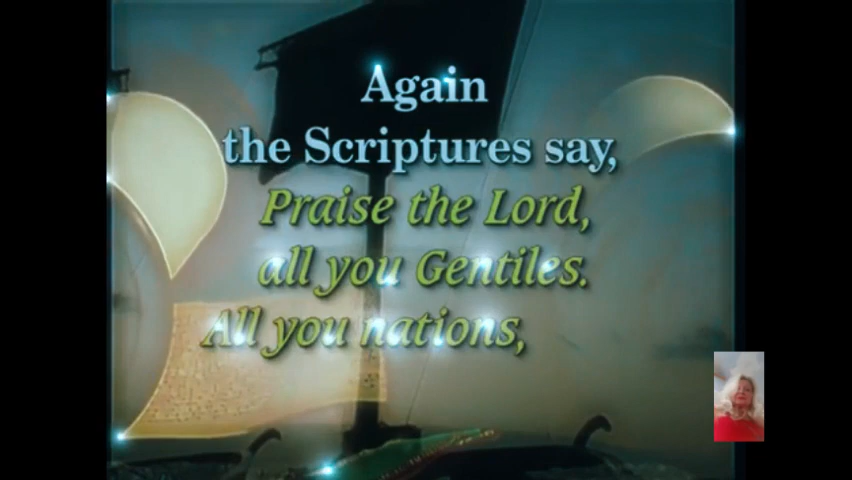 Again
the Scriptures say,
Praise the Lord,
all you Gentiles.
All you nations,